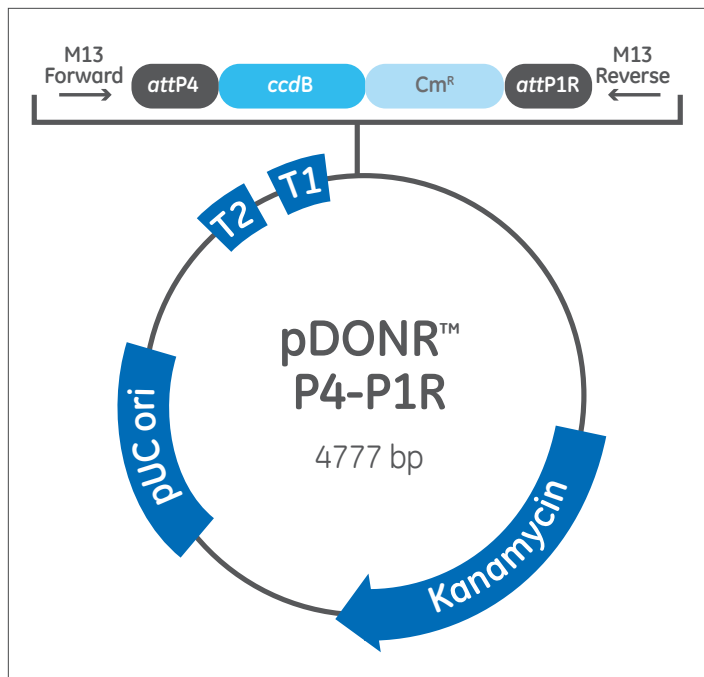 M13
Forward
attP4
ccdB
Cmᴿ
attP1R
M13
Reverse
T1
T2
pDONR™
P4-P1R
4777 bp
pUC ori
Kanamycin